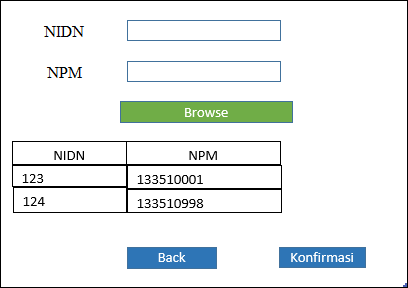 NIDN
NPM
Browse
NIDN NPM
123 133510001
124 133510998
Back Konfirmasi